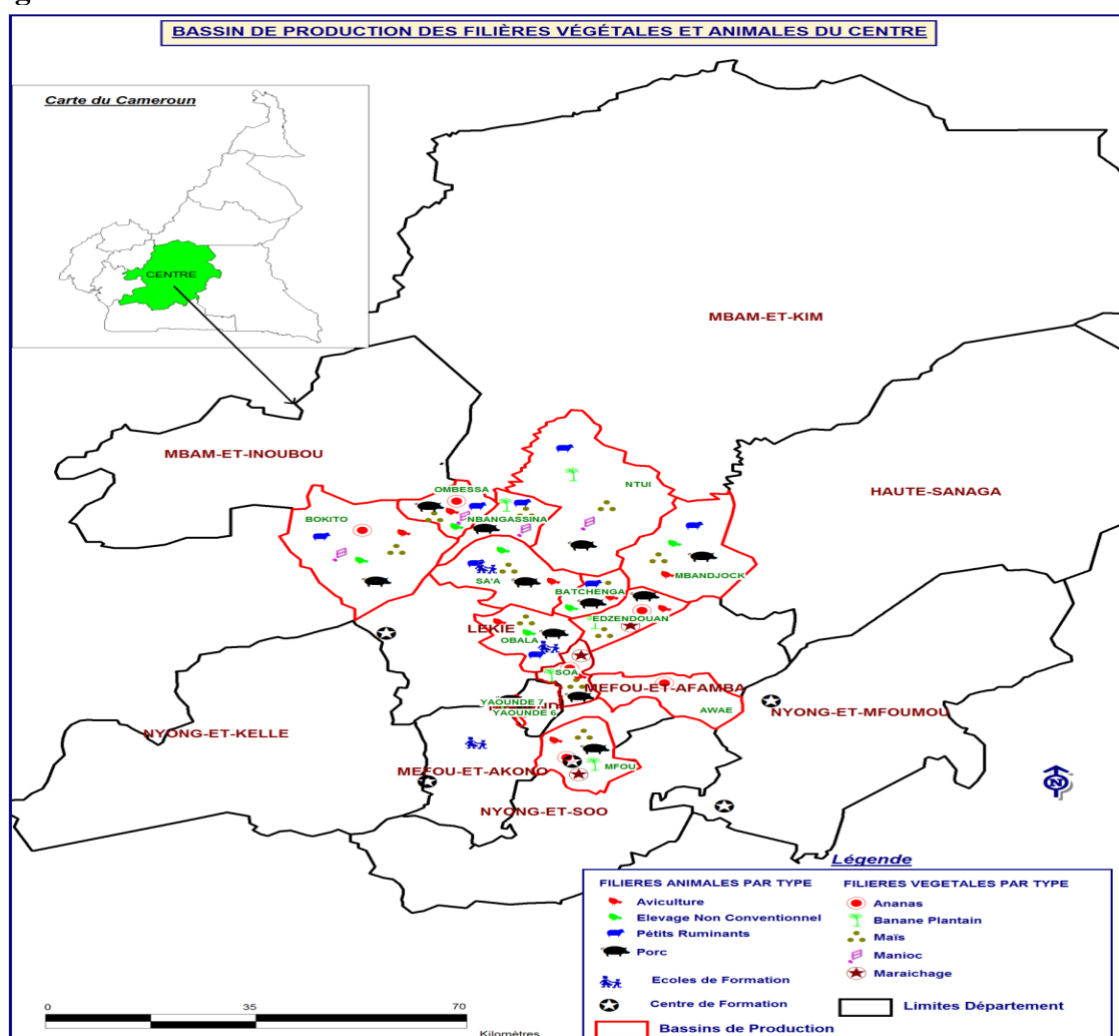 g
BASSIN DE PRODUCTION DES FILIÈRES VÉGÉTALES ET ANIMALES DU CENTRE
Carte du Cameroun
CENTRE
MBAM-ET-KIM
MBAM-ET-INOUBOU
HAUTE-SANAGA
OMBESSA
NTUI
BOKITO
NBANGASSINA
SA'A
MBANDJOCK
BATCHENGA
EDZENDOUAN
LEKIE
OBALA
SOA
MEFOU-ET-AFAMBA
YAOUNDE 7
YAOUNDE 6
AWAE
NYONG-ET-MFOUMOU
NYONG-ET-KELLE
MEFOU-ET-AKONO
MFOU
NYONG-ET-SOO
N
Légende
FILIERES ANIMALES PAR TYPE
Aviculture
Elevage Non Conventionnel
Pétits Ruminants
Porc
Ecoles de Formation
Centre de Formation
Bassins de Production
FILIERES VEGETALES PAR TYPE
Ananas
Banane Plantain
Maïs
Manioc
Maraichage
Limites Département
0 35 70
Kilomètres